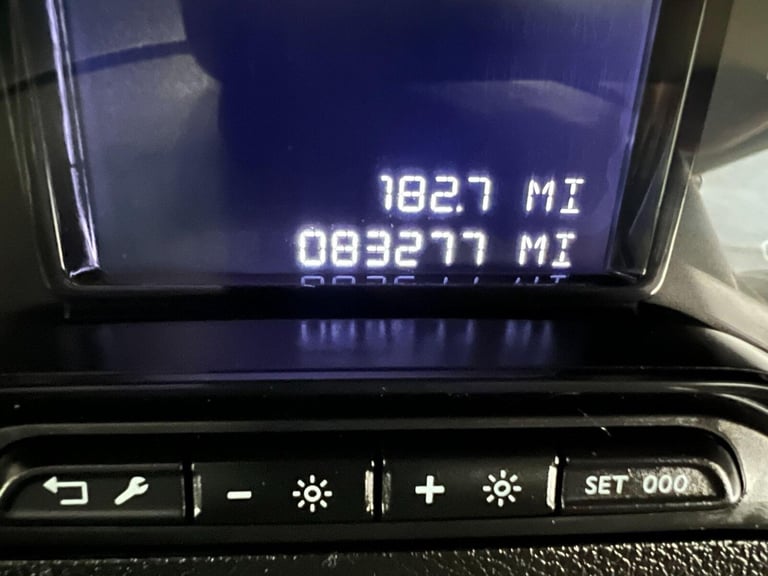 182.7 MI
083277 MI
- +
SET 000